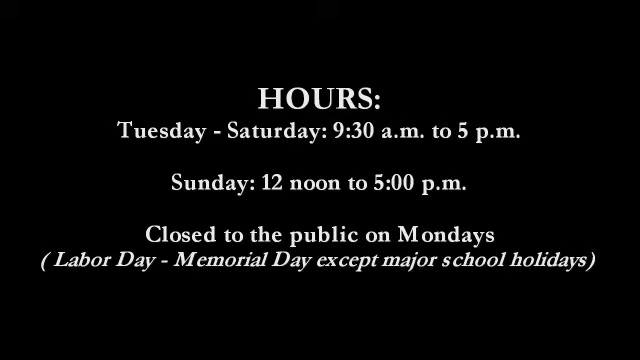 HOURS:
Tuesday - Saturday: 9:30 a.m. to 5 p.m.
Sunday: 12 noon to 5:00 p.m.
Closed to the public on Mondays
( Labor Day - Memorial Day except major school holidays)